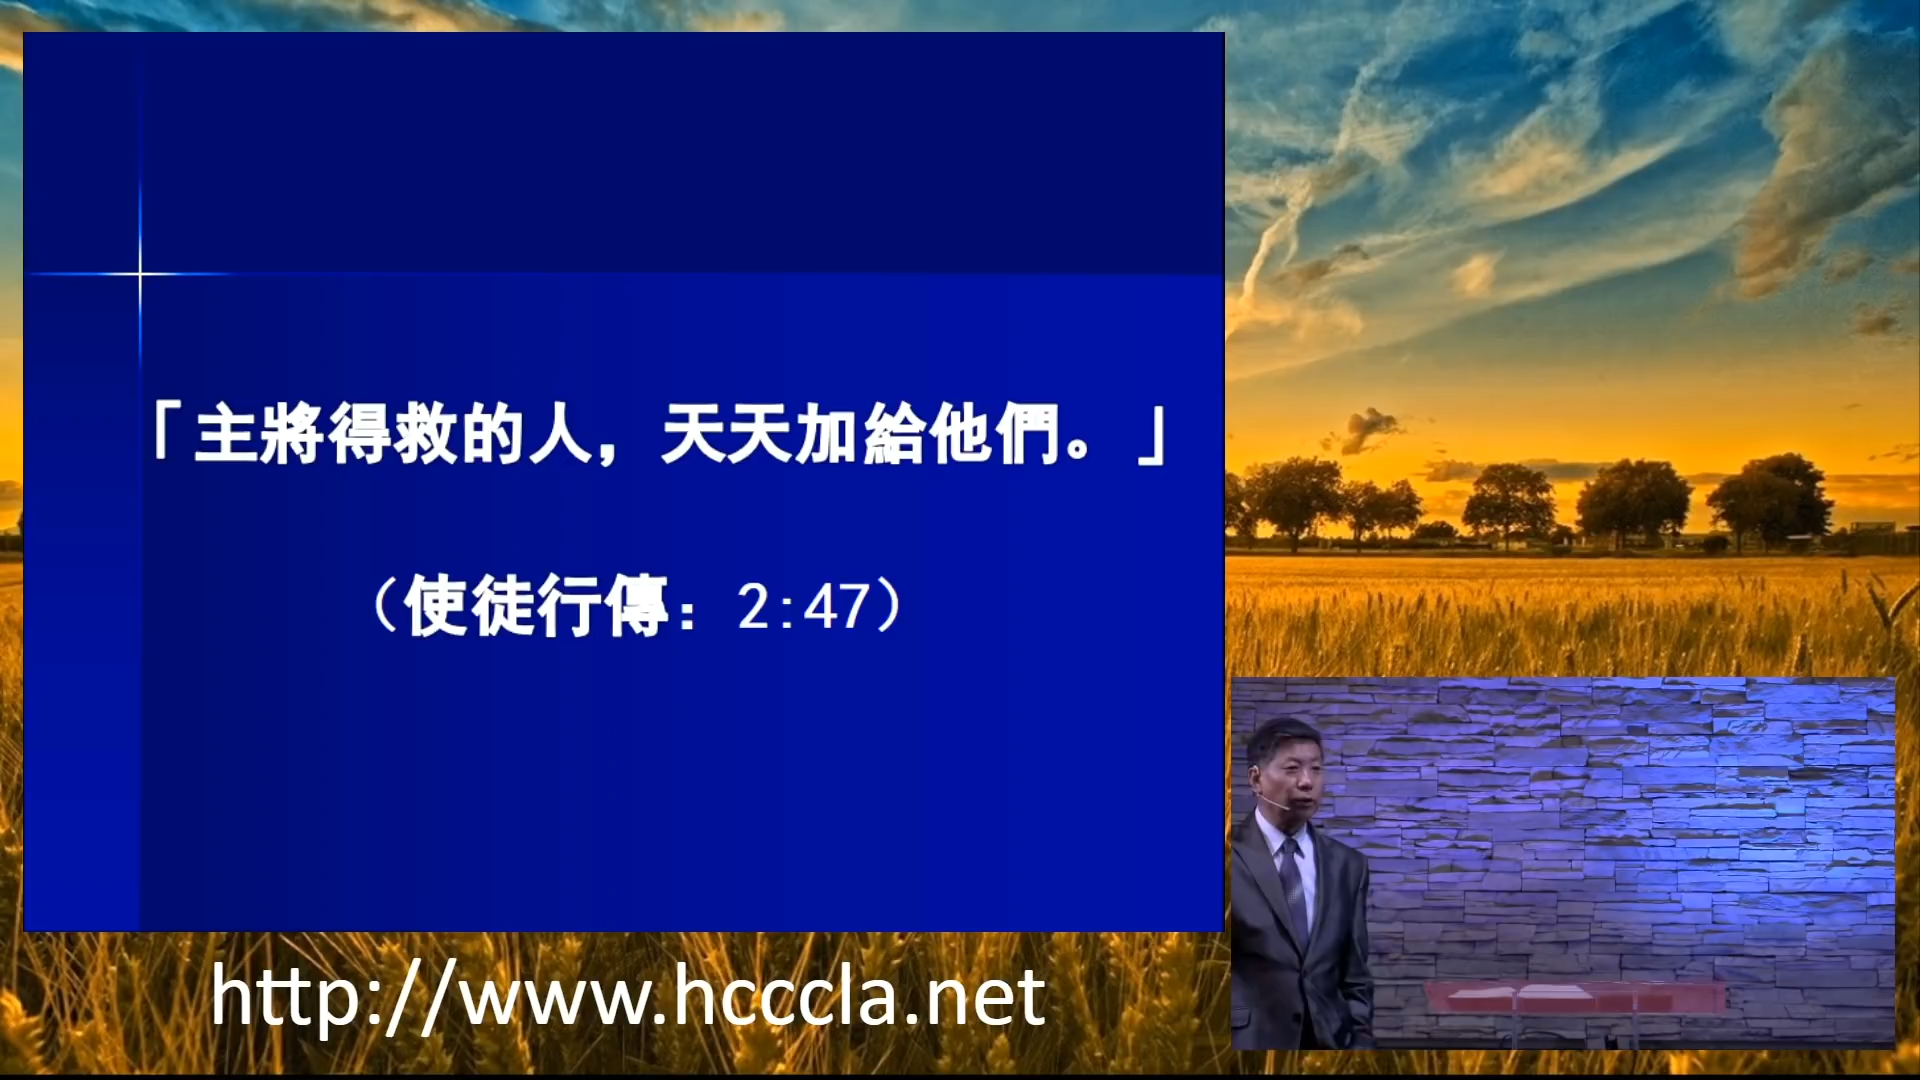 「主將得救的人，天天加給他們。」
（使徒行傳：2:47）
http://www.hcccla.net